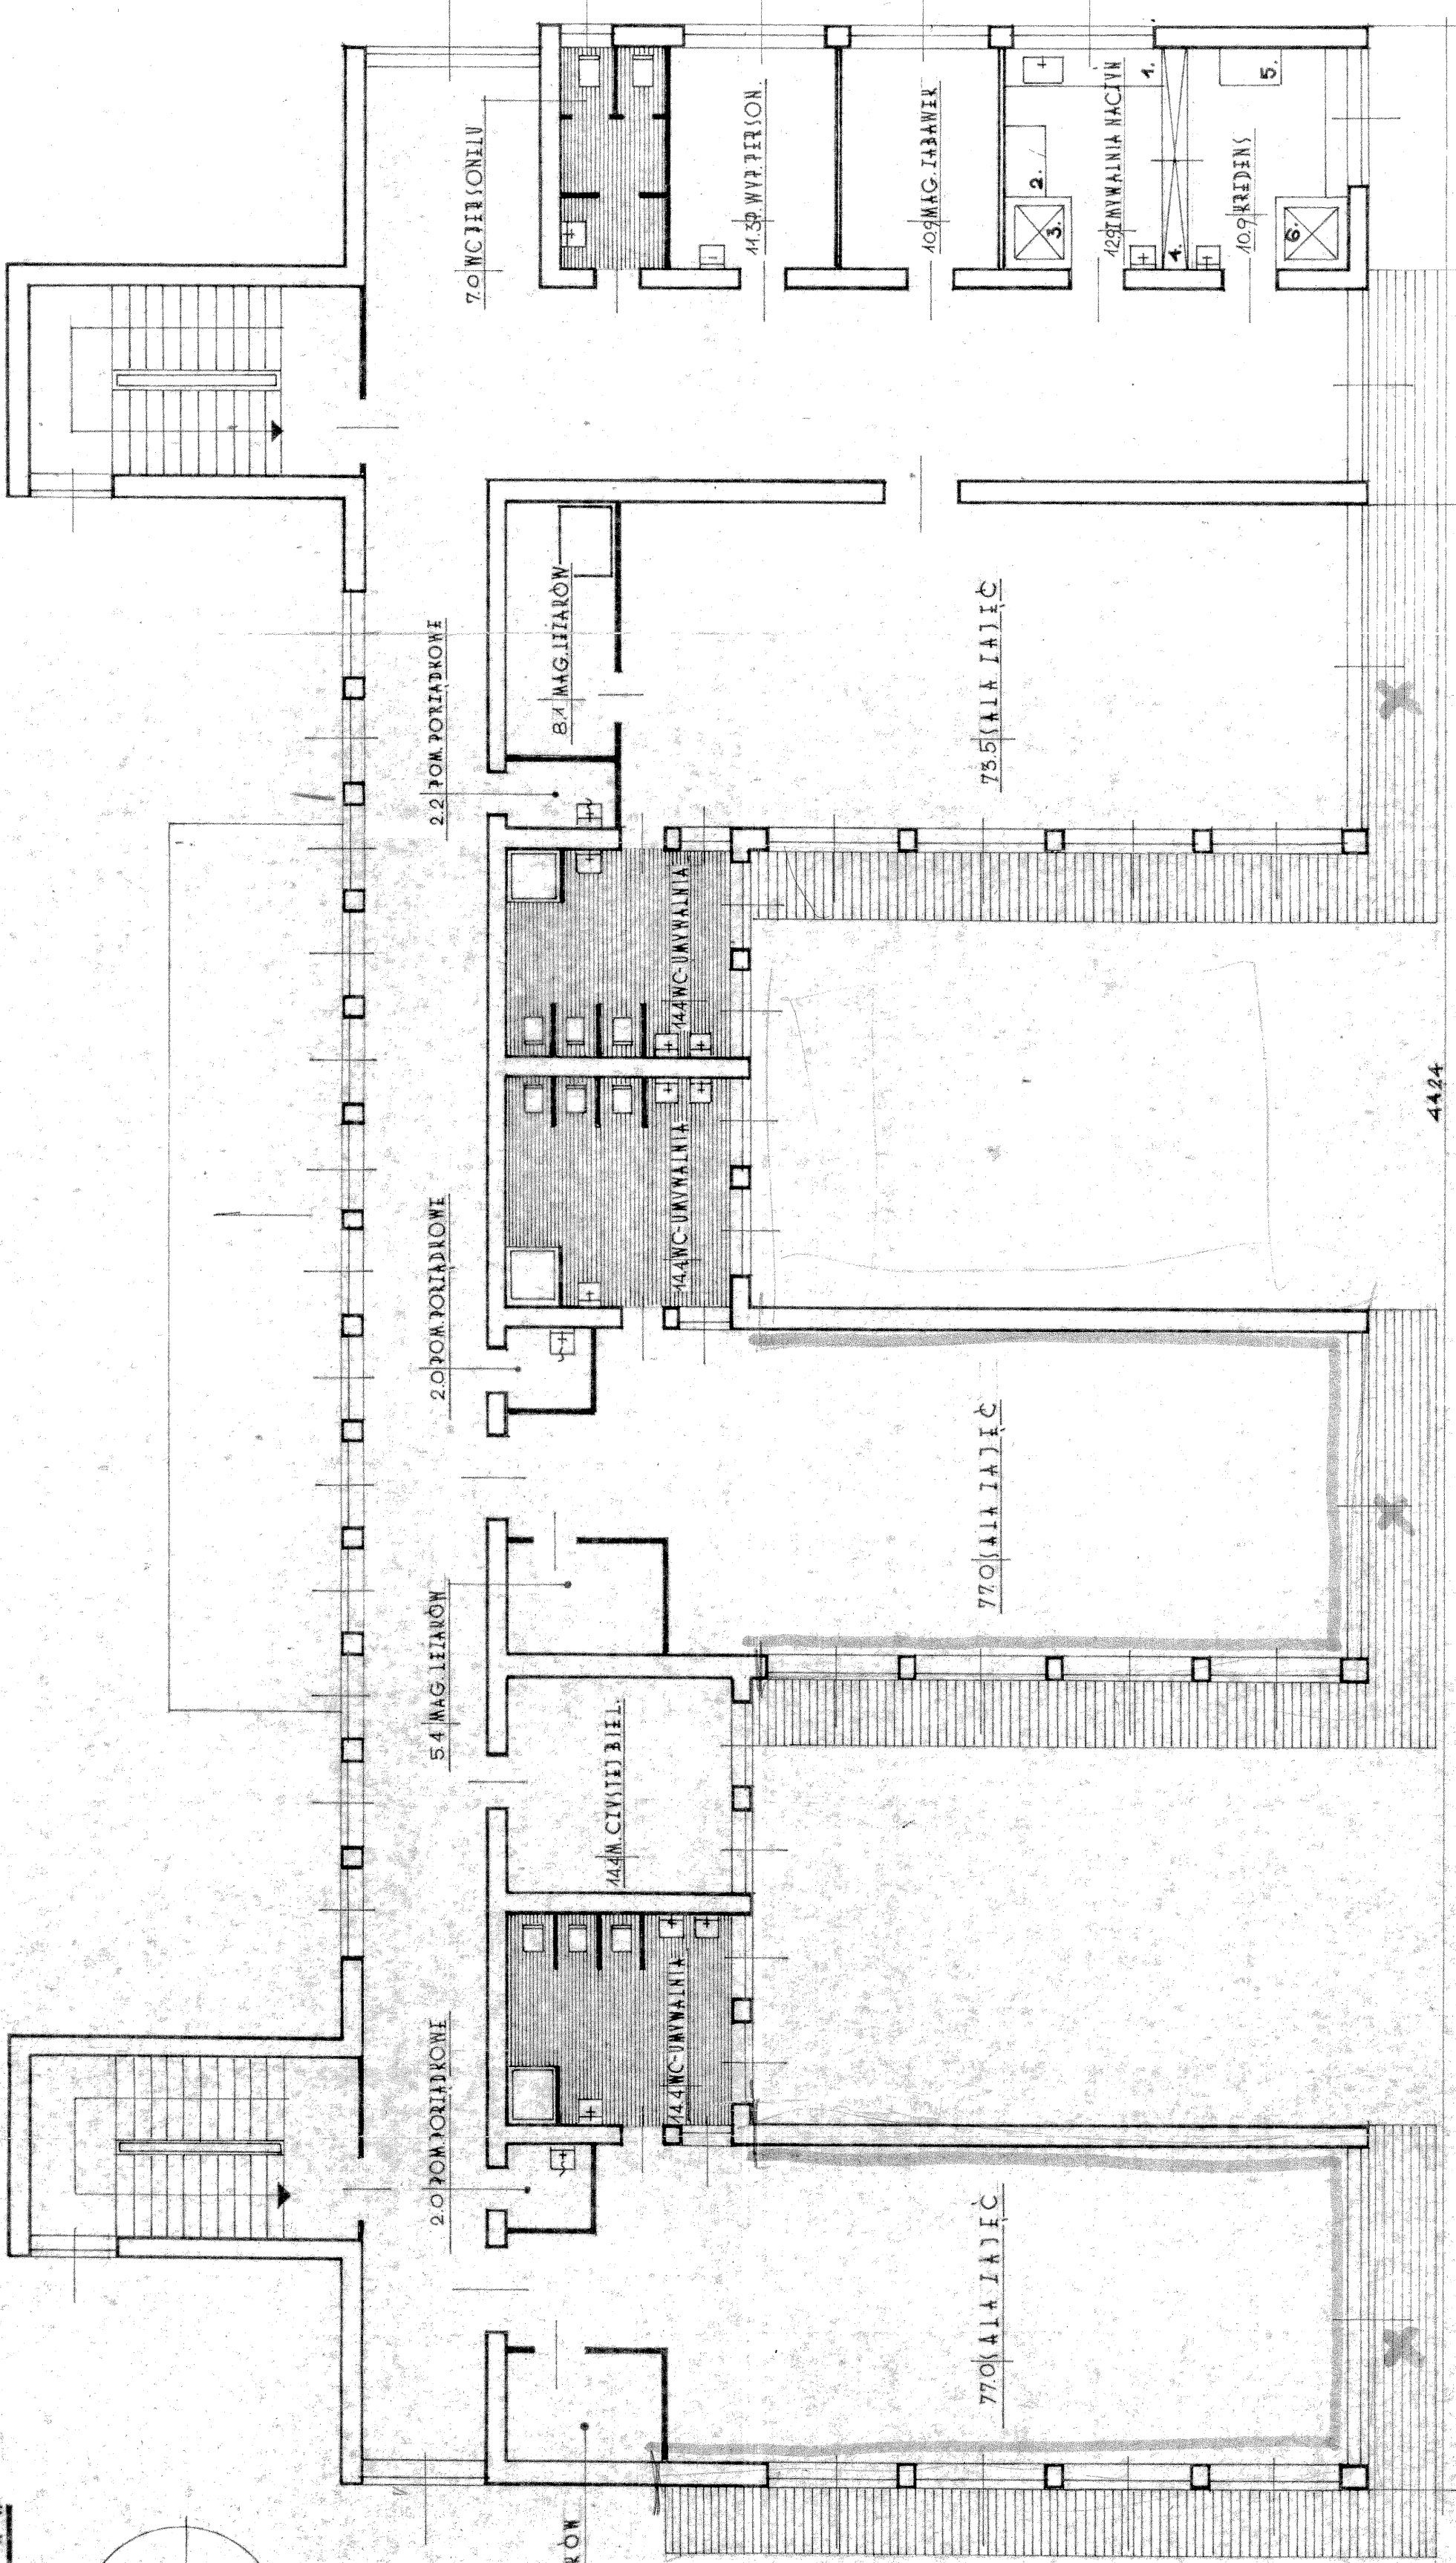 7.0 WC PERSONELU
11.3 P. WYP. PERSON.
10.9 MAG. ZABAWEK
12.9 ZMYWALNIA NACZYŃ
10.9 KREDENS
1.
2.
3.
4.
5.
6.
8.1 MAG. LEŻAKÓW
2.2 POM. PORZĄDKOWE
73.5 SALA ZAJĘĆ
14.4 WC-UMYWALNIA
14.4 WC-UMYWALNIA
2.0 POM. PORZĄDKOWE
77.0 SALA ZAJĘĆ
5.4 MAG. LEŻAKÓW
14.4 M. CZYSTEJ BIEL.
14.4 WC-UMYWALNIA
2.0 POM. PORZĄDKOWE
77.0 SALA ZAJĘĆ
4424
KÓW